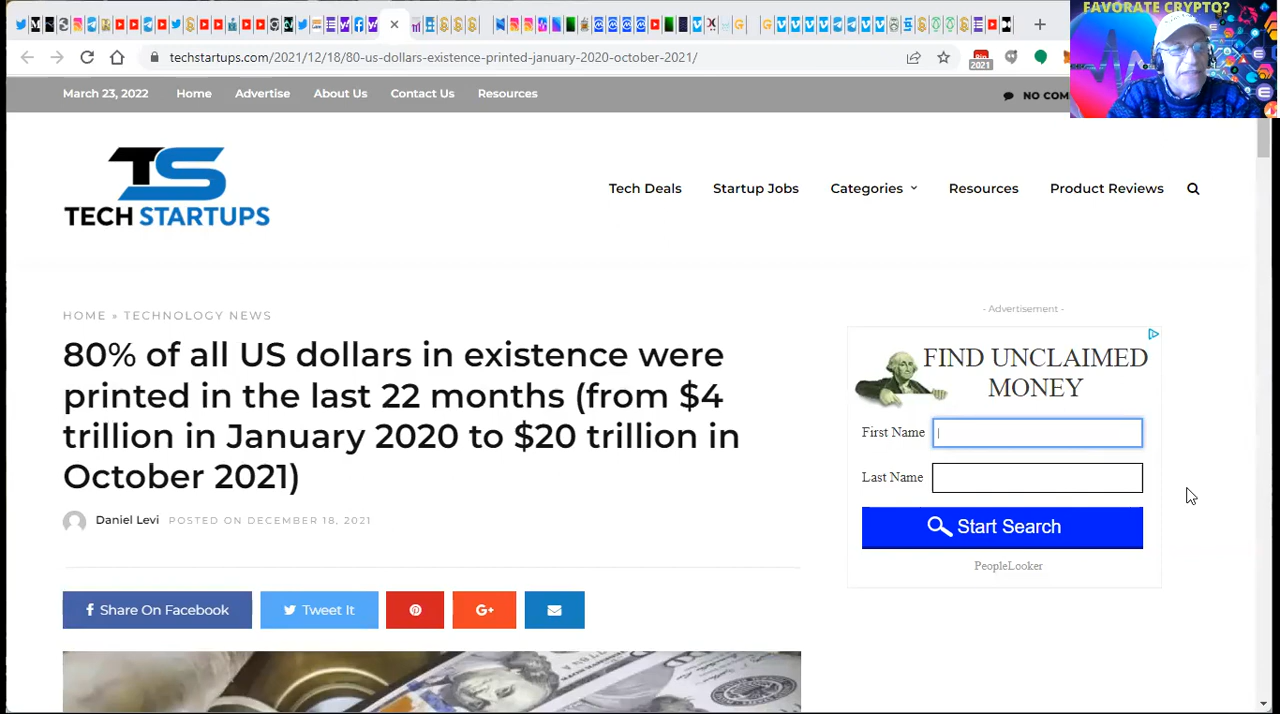 FAVORATE CRYPTO?
techstartups.com/2021/12/18/80-us-dollars-existence-printed-january-2020-october-2021/
2021
March 23, 2022 Home Advertise About Us Contact Us Resources NO COM
TS
TECH STARTUPS
Tech Deals Startup Jobs Categories Resources Product Reviews
HOME » TECHNOLOGY NEWS
80% of all US dollars in existence were
printed in the last 22 months (from $4
trillion in January 2020 to $20 trillion in
October 2021)
Daniel Levi POSTED ON DECEMBER 18, 2021
f Share On Facebook Tweet It G+
- Advertisement -
FIND UNCLAIMED
MONEY
First Name
Last Name
Start Search
PeopleLooker